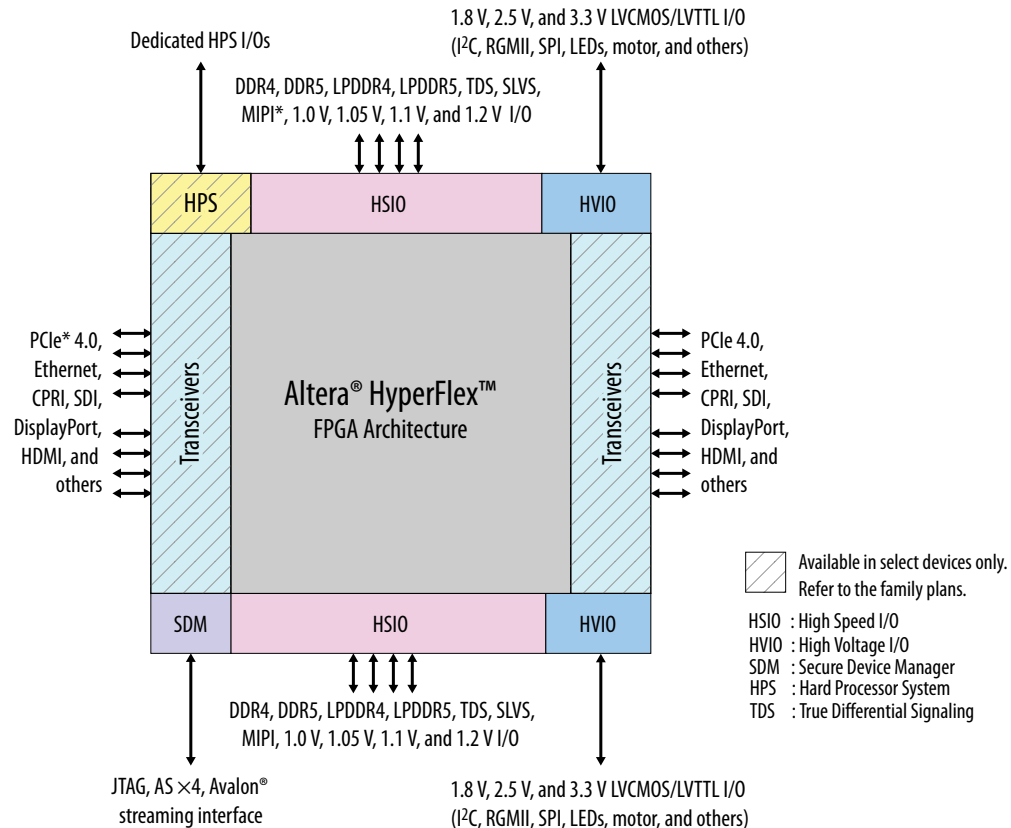 1.8 V, 2.5 V, and 3.3 V LVCMOS/LVTTL I/O
(I²C, RGMII, SPI, LEDs, motor, and others)
Dedicated HPS I/Os
DDR4, DDR5, LPDDR4, LPDDR5, TDS, SLVS,
MIPI*, 1.0 V, 1.05 V, 1.1 V, and 1.2 V I/O
HPS
HSIO
HVIO
PCIe* 4.0,
Ethernet,
CPRI, SDI,
DisplayPort,
HDMI, and
others
Transceivers
Altera® HyperFlex™
FPGA Architecture
Transceivers
PCIe 4.0,
Ethernet,
CPRI, SDI,
DisplayPort,
HDMI, and
others
SDM
HSIO
HVIO
Available in select devices only.
Refer to the family plans.
HSIO : High Speed I/O
HVIO : High Voltage I/O
SDM : Secure Device Manager
HPS : Hard Processor System
TDS : True Differential Signaling
DDR4, DDR5, LPDDR4, LPDDR5, TDS, SLVS,
MIPI, 1.0 V, 1.05 V, 1.1 V, and 1.2 V I/O
JTAG, AS ×4, Avalon®
streaming interface
1.8 V, 2.5 V, and 3.3 V LVCMOS/LVTTL I/O
(I²C, RGMII, SPI, LEDs, motor, and others)